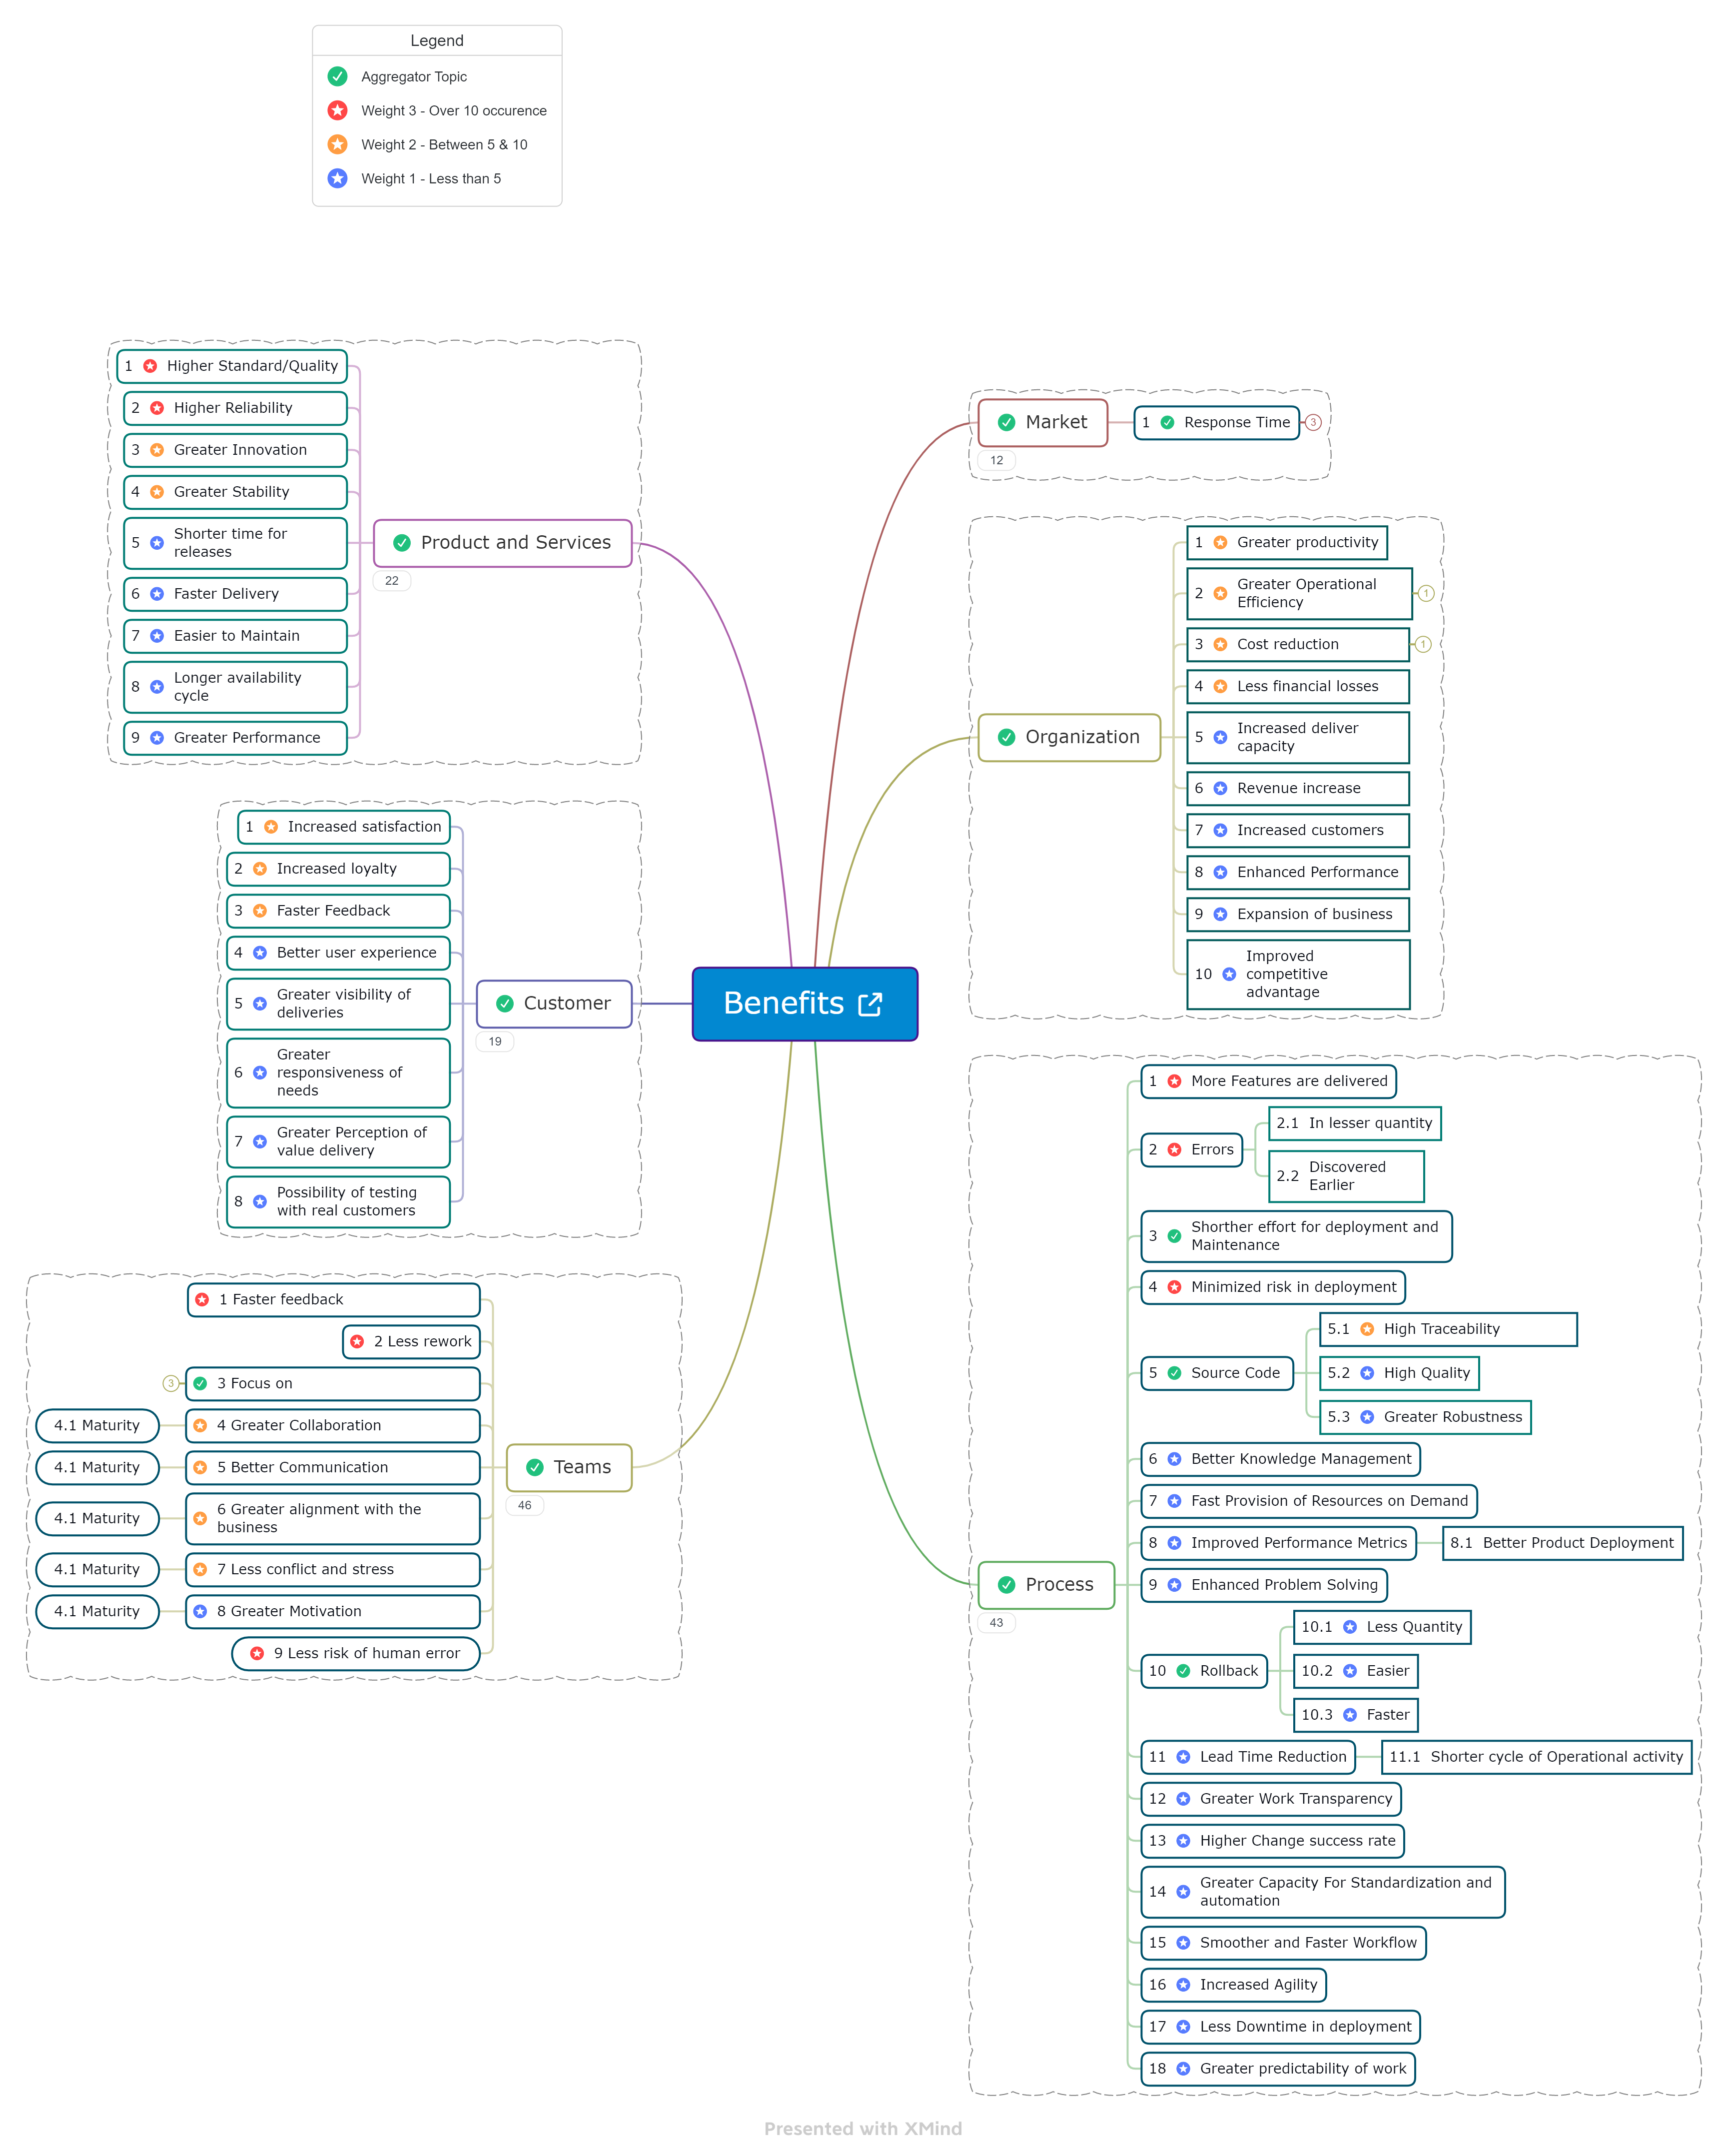 Legend
Aggregator Topic
Weight 3 - Over 10 occurence
Weight 2 - Between 5 & 10
Weight 1 - Less than 5
1 Higher Standard/Quality
2 Higher Reliability
3 Greater Innovation
4 Greater Stability
5 Shorter time for
releases
6 Faster Delivery
7 Easier to Maintain
8 Longer availability
cycle
9 Greater Performance
Product and Services
22
Market
12
1 Response Time
3
Organization
1 Greater productivity
2 Greater Operational
Efficiency
1
3 Cost reduction
1
4 Less financial losses
5 Increased deliver
capacity
6 Revenue increase
7 Increased customers
8 Enhanced Performance
9 Expansion of business
10 Improved
competitive
advantage
1 Increased satisfaction
2 Increased loyalty
3 Faster Feedback
4 Better user experience
5 Greater visibility of
deliveries
6 Greater
responsiveness of
needs
7 Greater Perception of
value delivery
8 Possibility of testing
with real customers
Customer
19
Benefits
1 Faster feedback
2 Less rework
3
3 Focus on
4.1 Maturity
4 Greater Collaboration
4.1 Maturity
5 Better Communication
4.1 Maturity
6 Greater alignment with the
business
4.1 Maturity
7 Less conflict and stress
4.1 Maturity
8 Greater Motivation
9 Less risk of human error
Teams
46
Process
43
1 More Features are delivered
2 Errors
2.1 In lesser quantity
2.2 Discovered
Earlier
3 Shorther effort for deployment and
Maintenance
4 Minimized risk in deployment
5 Source Code
5.1 High Traceability
5.2 High Quality
5.3 Greater Robustness
6 Better Knowledge Management
7 Fast Provision of Resources on Demand
8 Improved Performance Metrics
8.1 Better Product Deployment
9 Enhanced Problem Solving
10 Rollback
10.1 Less Quantity
10.2 Easier
10.3 Faster
11 Lead Time Reduction
11.1 Shorter cycle of Operational activity
12 Greater Work Transparency
13 Higher Change success rate
14 Greater Capacity For Standardization and
automation
15 Smoother and Faster Workflow
16 Increased Agility
17 Less Downtime in deployment
18 Greater predictability of work
Presented with XMind